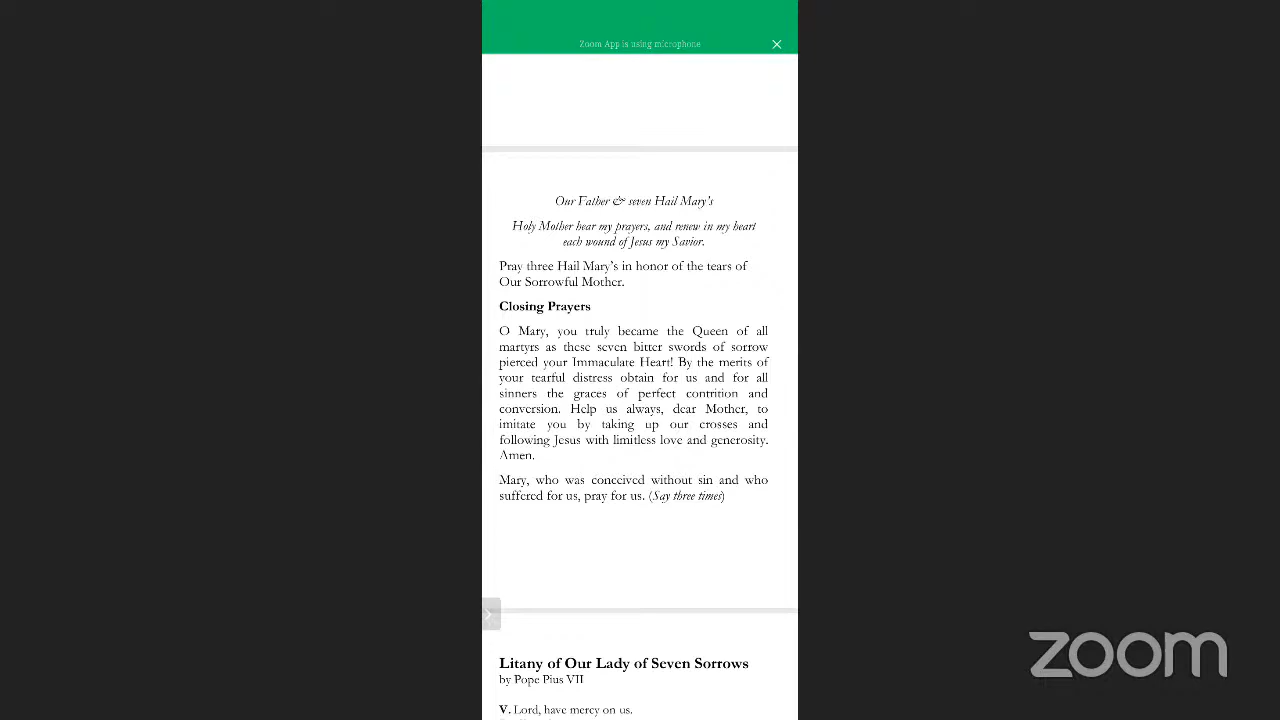 Zoom App is using microphone
Our Father & seven Hail Mary's
Holy Mother hear my prayers, and renew in my heart
each wound of Jesus my Savior.
Pray three Hail Mary's in honor of the tears of
Our Sorrowful Mother.
Closing Prayers
O Mary, you truly became the Queen of all
martyrs as these seven bitter swords of sorrow
pierced your Immaculate Heart! By the merits of
your tearful distress obtain for us and for all
sinners the graces of perfect contrition and
conversion. Help us always, dear Mother, to
imitate you by taking up our crosses and
following Jesus with limitless love and generosity.
Amen.
Mary, who was conceived without sin and who
suffered for us, pray for us. (Say three times)
Litany of Our Lady of Seven Sorrows
by Pope Pius VII
V. Lord, have mercy on us.
zoom